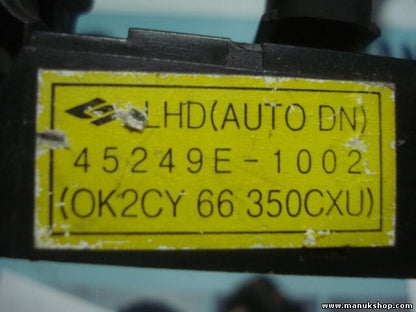 LHD(AUTO DN)
45249E-1002
(OK2CY 66 350CXU)
www.manukshop.com